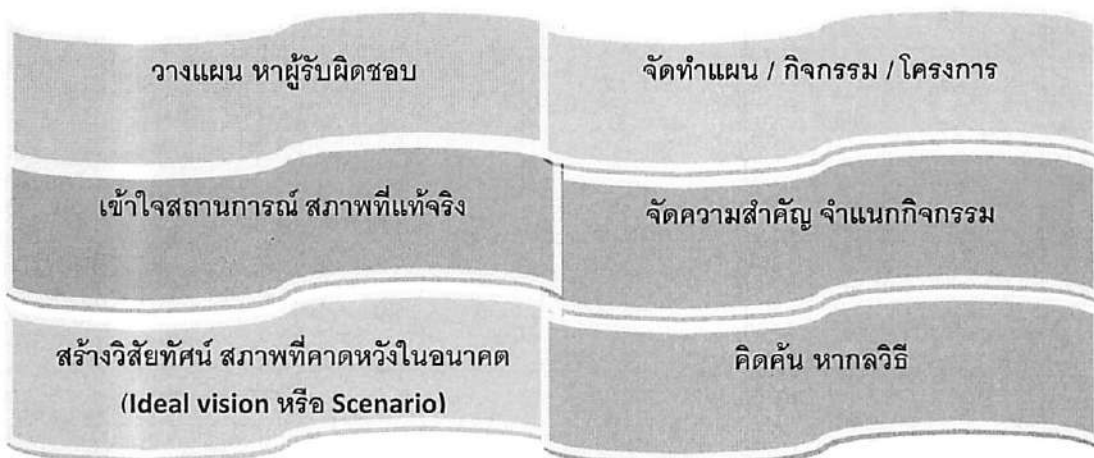 วางแผน หาผู้รับผิดชอบ
จัดทำแผน / กิจกรรม / โครงการ
เข้าใจสถานการณ์ สภาพที่แท้จริง
จัดความสำคัญ จำแนกกิจกรรม
สร้างวิสัยทัศน์ สภาพที่คาดหวังในอนาคต
(Ideal vision หรือ Scenario)
คิดค้น หากลวิธี